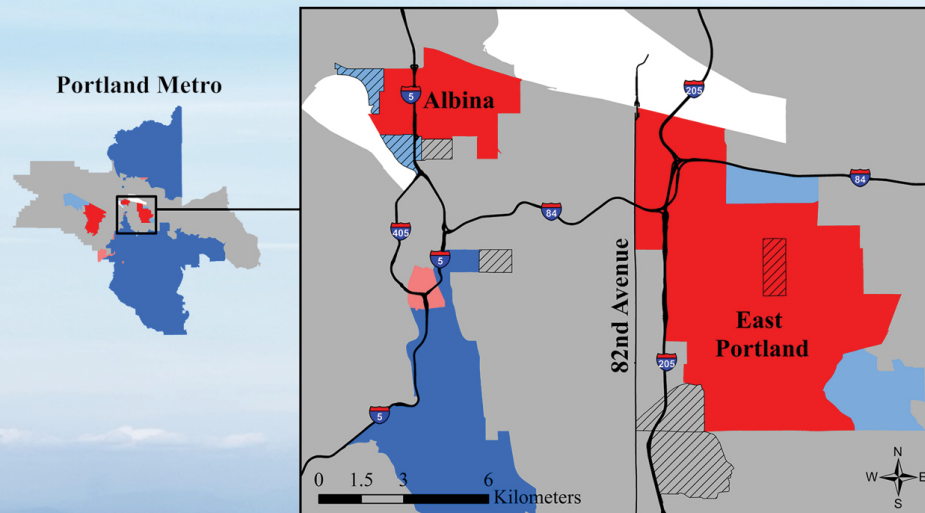 Portland Metro
Albina
5
205
84
84
405
5
82nd Avenue
East
Portland
205
5
0 1.5 3 6
Kilometers
N
W E
S